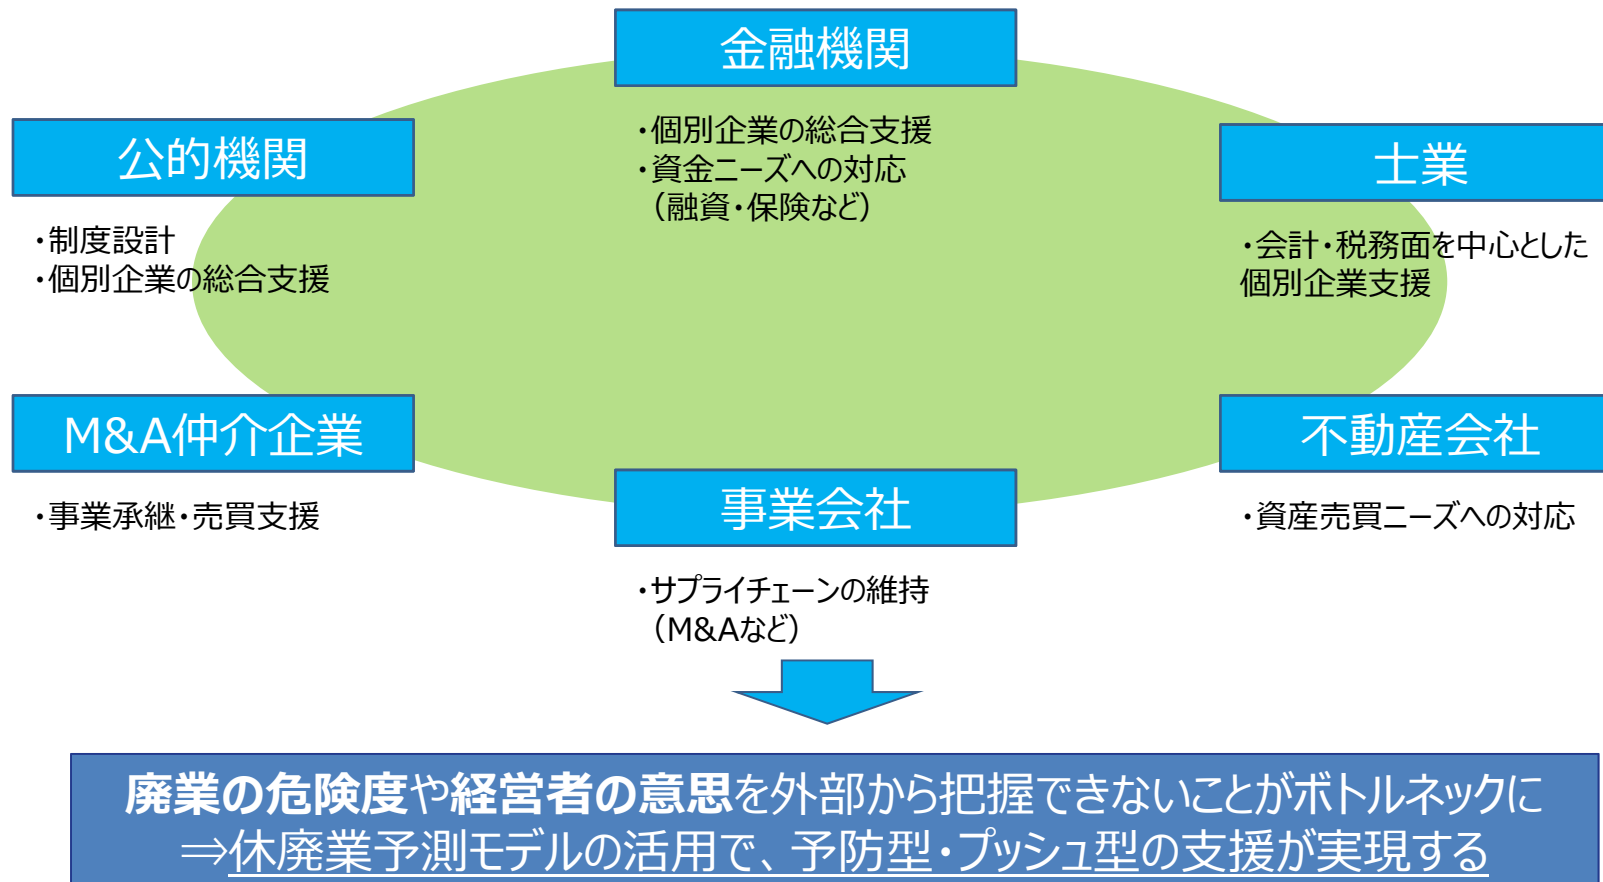 金融機関
・個別企業の総合支援
・資金ニーズへの対応
（融資・保険など）
公的機関
・制度設計
・個別企業の総合支援
士業
・会計・税務面を中心とした
個別企業支援
M&A仲介企業
・事業承継・売買支援
事業会社
・サプライチェーンの維持
（M&Aなど）
不動産会社
・資産売買ニーズへの対応
廃業の危険度や経営者の意思を外部から把握できないことがボトルネックに
⇒休廃業予測モデルの活用で、予防型・プッシュ型の支援が実現する